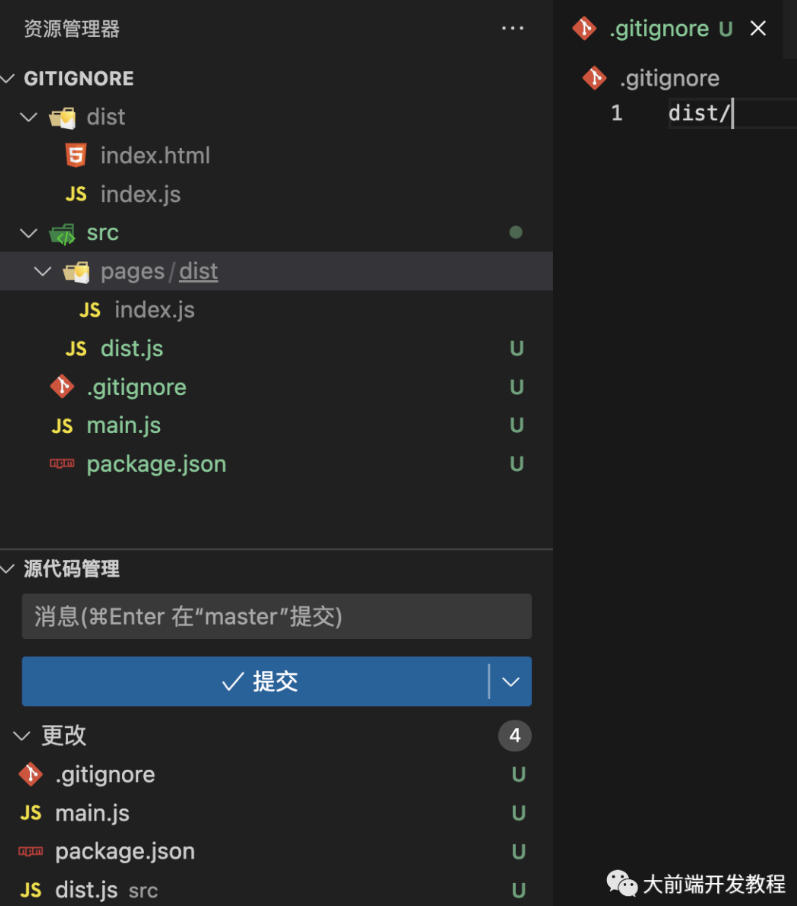 资源管理器 ···
GITIGNORE
dist
index.html
JS index.js
src
pages/dist
JS index.js
JS dist.js U
.gitignore U
JS main.js U
package.json U
源代码管理
消息(⌘Enter 在“master”提交)
提交
更改 4
.gitignore U
JS main.js U
package.json U
JS dist.js src U
.gitignore U
.gitignore
1 dist/
大前端开发教程